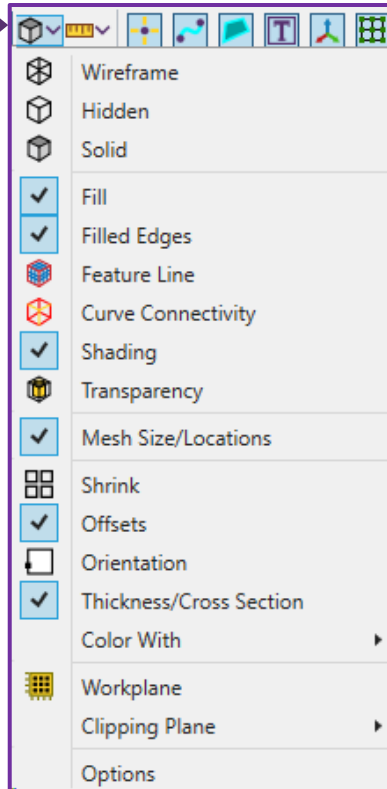 T
Wireframe
Hidden
Solid
Fill
Filled Edges
Feature Line
Curve Connectivity
Shading
Transparency
Mesh Size/Locations
Shrink
Offsets
Orientation
Thickness/Cross Section
Color With
Workplane
Clipping Plane
Options